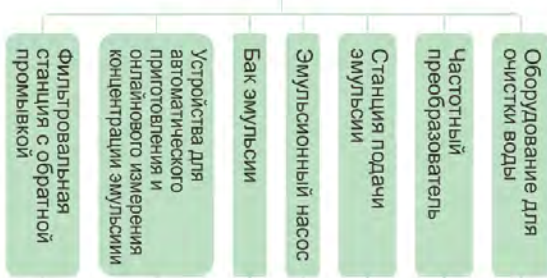 Оборудование для
очистки воды
Частотный
преобразователь
Станция подачи
эмульсии
Эмульсионный насос
Бак эмульсии
Устройства для
автоматического
приготовления и
онлайнового измерения
концентрации эмульсиии
Фильтровальная
станция с обратной
промывкой